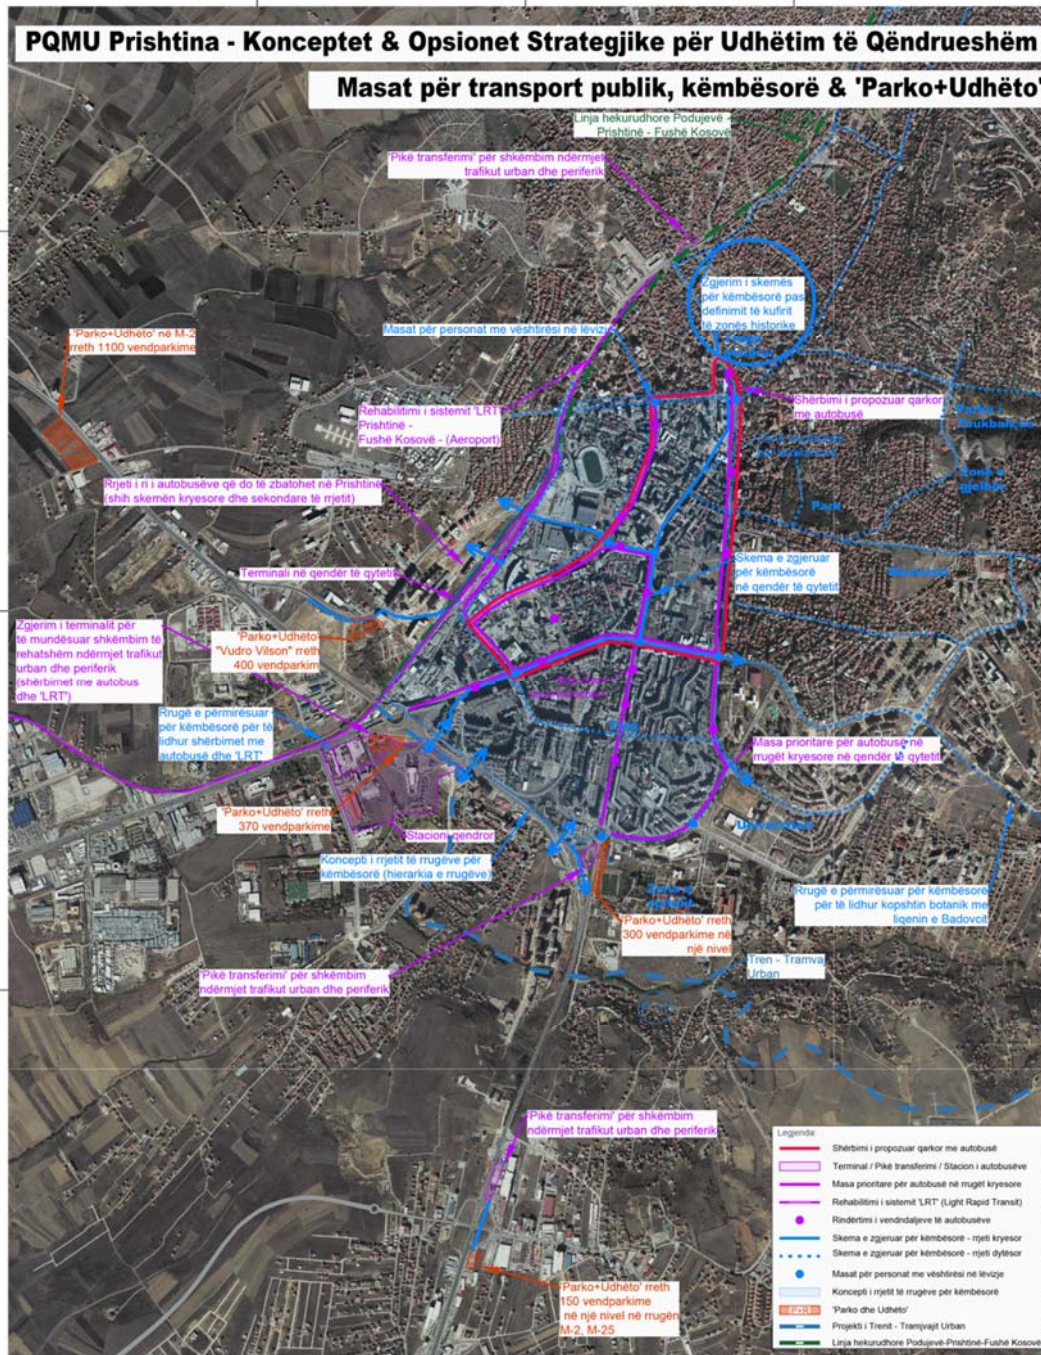 PQMU Prishtina - Konceptet & Opsionet Strategjike për Udhëtim të Qëndrueshëm
Masat për transport publik, këmbësorë & 'Parko+Udhëto'
Linja hekurudhore Podujevë -
Prishtinë - Fushë Kosovë
'Pikë transferimi' për shkëmbim ndërmjet
trafikut urban dhe periferik
Zgjerim i skemës
për këmbësorë pas
definimit të kufirit
të zonës historike
'Parko+Udhëto' në M-2
rreth 1100 vendparkime
Masat për personat me vështirësi në lëvizje
Shërbimi i propozuar qarkor
me autobusë
Rehabilitimi i sistemit 'LRT'
Prishtinë -
Fushë Kosovë - (Aeroport)
Parku i
Zona e
gjelbër
Rrjeti i ri i autobusëve që do të zbatohet në Prishtinë
(shih skemën kryesore dhe sekondare të rrjetit)
Park
Skema e zgjeruar
për këmbësorë
në qendër të qytetit
Terminali në qendër të qytetit
Zgjerim i terminalit për
të mundësuar shkëmbim të
rehatshëm ndërmjet trafikut
urban dhe periferik
(shërbimet me autobus
dhe 'LRT')
'Parko+Udhëto'
"Vudro Vilson" rreth
400 vendparkim
Rrugë e përmirësuar
për këmbësorë për të
lidhur shërbimet me
autobusë dhe 'LRT'
Masa prioritare për autobusë në
rrugët kryesore në qendër të qytetit
'Parko+Udhëto' rreth
370 vendparkime
Stacioni qendror
Koncepti i rrjetit të rrugëve për
këmbësorë (hierarkia e rrugëve)
Rrugë e përmirësuar për këmbësorë
për të lidhur kopshtin botanik me
liqenin e Badovcit
'Parko+Udhëto' rreth
300 vendparkime në
një nivel
'Pikë transferimi' për shkëmbim
ndërmjet trafikut urban dhe periferik
Tren - Tramvaj
Urban
'Pikë transferimi' për shkëmbim
ndërmjet trafikut urban dhe periferik
'Parko+Udhëto' rreth
150 vendparkime
në një nivel në rrugën
M-2, M-25
Legjenda:
Shërbimi i propozuar qarkor me autobusë
Terminal / Pikë transferimi / Stacion i autobusëve
Masa prioritare për autobusë në rrugët kryesore
Rehabilitimi i sistemit 'LRT' (Light Rapid Transit)
Rindërtimi i vendndaljeve të autobusëve
Skema e zgjeruar për këmbësorë - rrjeti kryesor
Skema e zgjeruar për këmbësorë - rrjeti dytësor
Masat për personat me vështirësi në lëvizje
Koncepti i rrjetit të rrugëve për këmbësorë
P+R 'Parko dhe Udhëto'
Projekti i Trenit - Tramvajit Urban
Linja hekurudhore Podujevë-Prishtinë-Fushë Kosovë